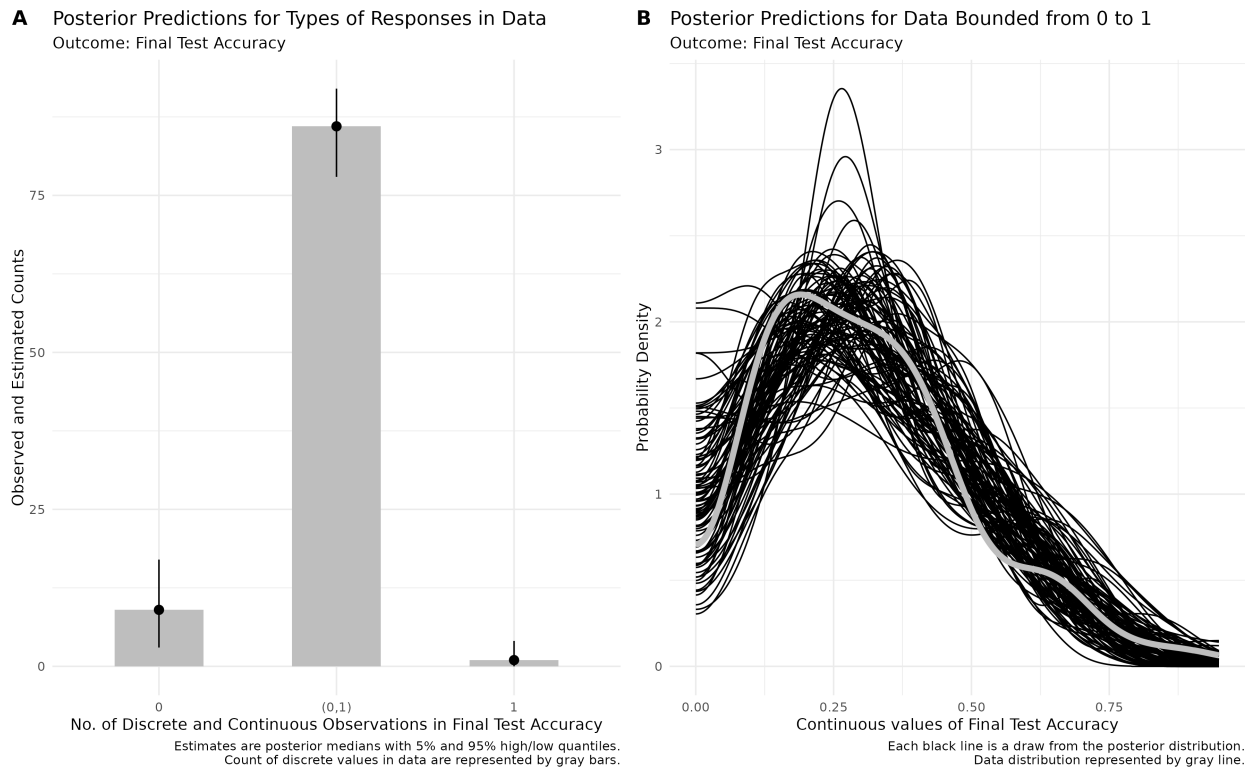 A Posterior Predictions for Types of Responses in Data
Outcome: Final Test Accuracy
Observed and Estimated Counts
75
50
25
0
0 (0,1) 1
No. of Discrete and Continuous Observations in Final Test Accuracy
Estimates are posterior medians with 5% and 95% high/low quantiles.
Count of discrete values in data are represented by gray bars.
B Posterior Predictions for Data Bounded from 0 to 1
Outcome: Final Test Accuracy
Probability Density
3
2
1
0
0.00 0.25 0.50 0.75
Continuous values of Final Test Accuracy
Each black line is a draw from the posterior distribution.
Data distribution represented by gray line.